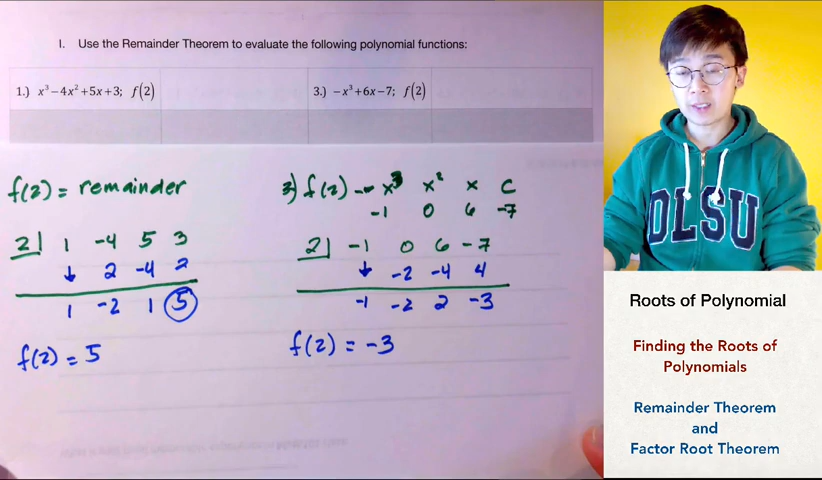 I. Use the Remainder Theorem to evaluate the following polynomial functions:
1.) x³−4x²+5x+3; f(2)
3.) −x³+6x−7; f(2)
f(2) = remainder
2| 1 -4 5 3
↓ 2 -4 2
1 -2 1 5
f(2) = 5
3) f(2) - x³ x² x C
-1 0 6 -7
2| -1 0 6 -7
↓ -2 -4 4
-1 -2 2 -3
f(2) = -3
OLSU
Roots of Polynomial
Finding the Roots of
Polynomials
Remainder Theorem
and
Factor Root Theorem